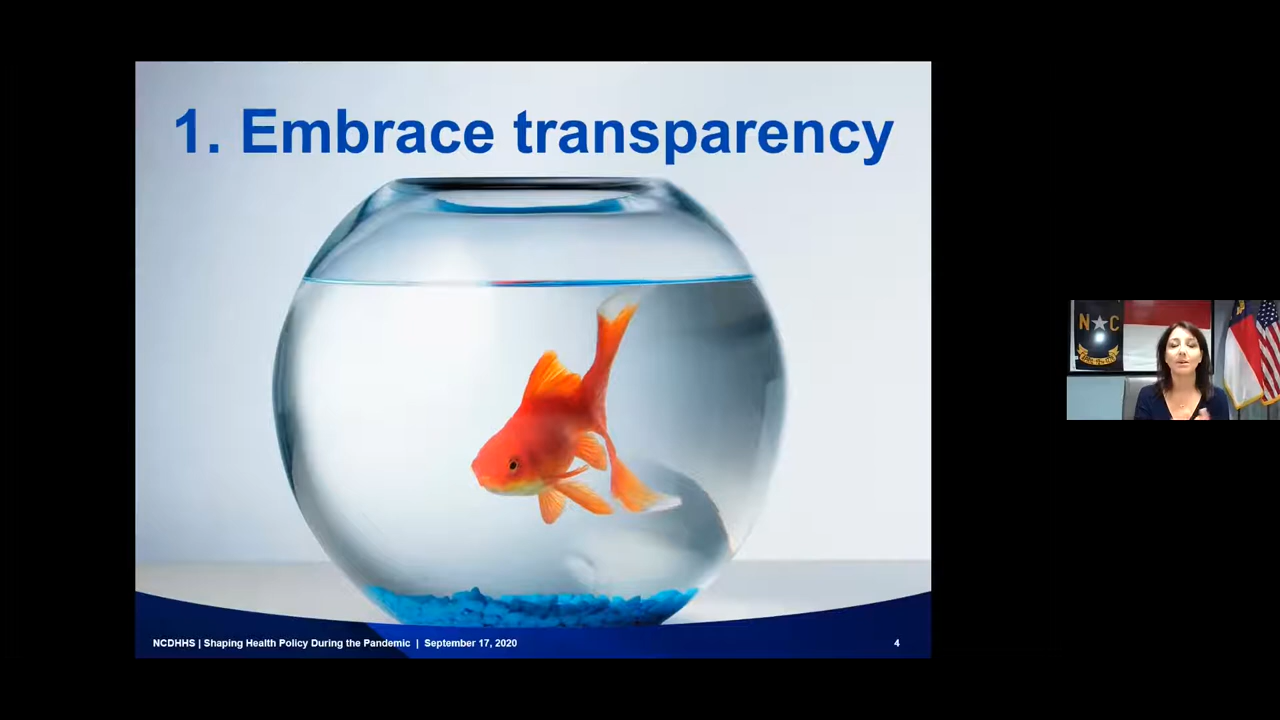 1. Embrace transparency
N C
NCDHHS | Shaping Health Policy During the Pandemic | September 17, 2020
4